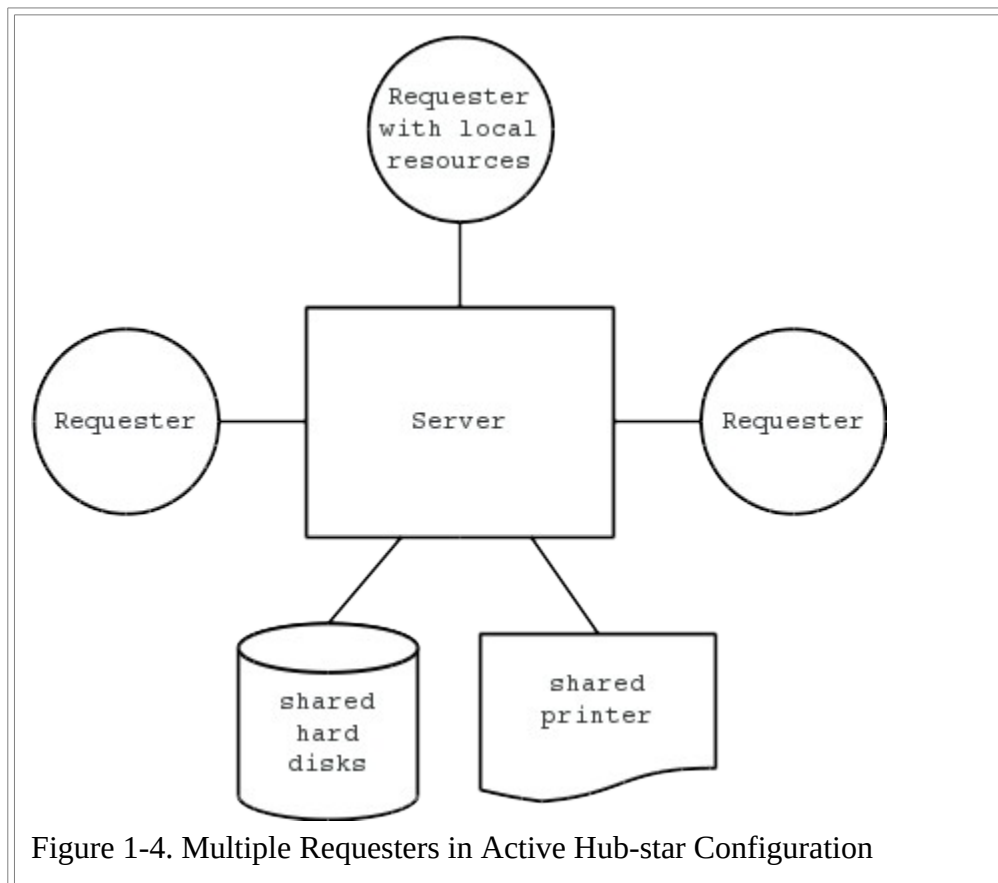 Requester
with local
resources
Requester
Server
Requester
shared
hard
disks
shared
printer
Figure 1-4. Multiple Requesters in Active Hub-star Configuration